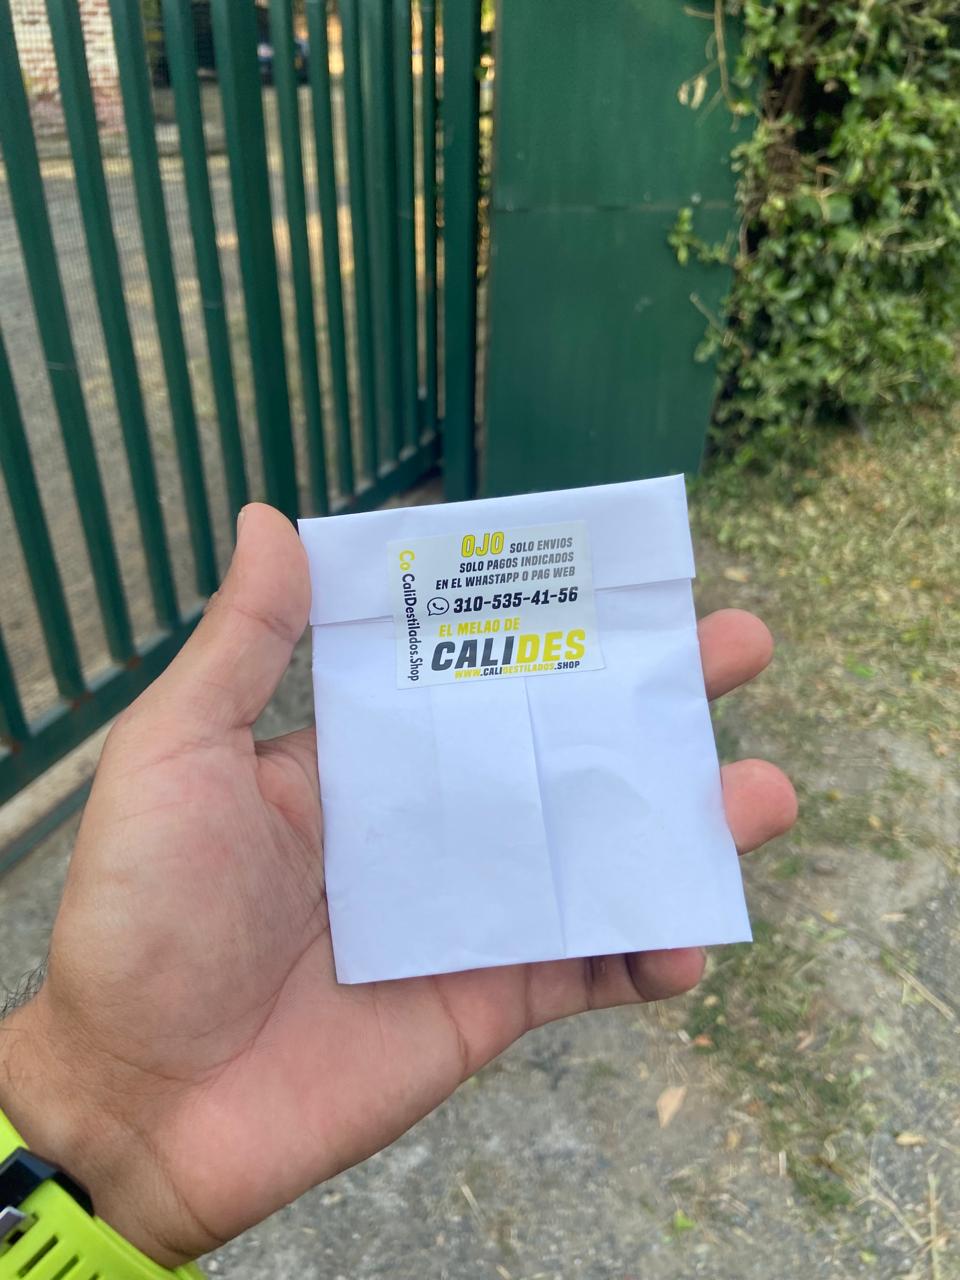 OJO SOLO ENVIOS
SOLO PAGOS INDICADOS
EN EL WHASTAPP O PAG WEB
310-535-41-56
EL MELAO DE
CALIDES
WWW.CALIDESTILADOS.SHOP
Co CaliDestilados.Shop